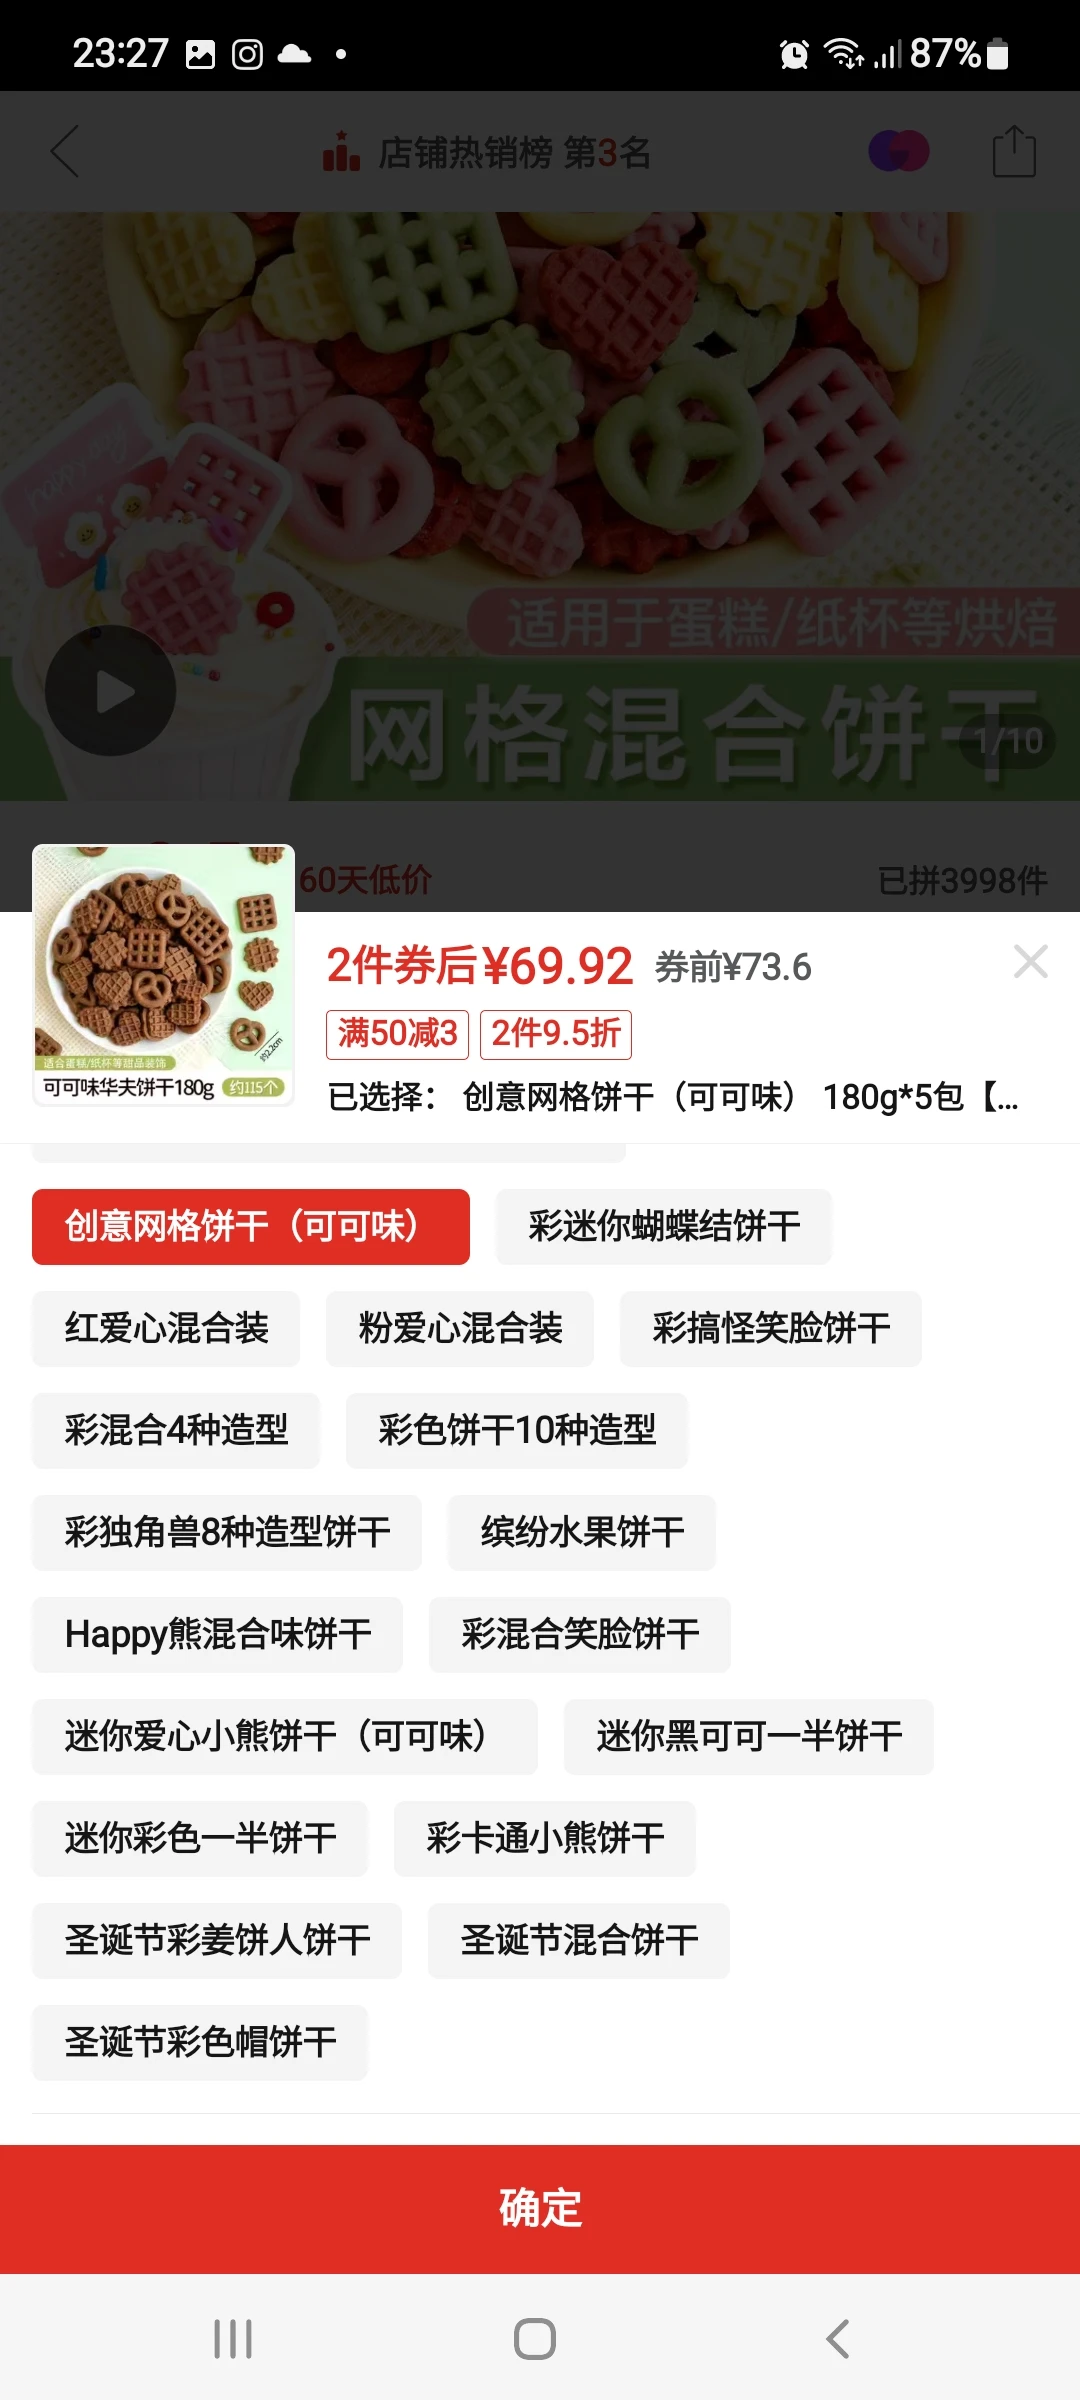 23:27
87%
店铺热销榜 第3名
适用于蛋糕/纸杯等烘焙
网格混合饼干
1/10
60天低价
已拼3998件
2件券后¥69.92 券前¥73.6
满50减3 2件9.5折
已选择： 创意网格饼干（可可味） 180g*5包【...
约2.2cm
适合蛋糕/纸杯等甜品装饰
可可味华夫饼干180g 约115个
创意网格饼干（可可味） 彩迷你蝴蝶结饼干
红爱心混合装 粉爱心混合装 彩搞怪笑脸饼干
彩混合4种造型 彩色饼干10种造型
彩独角兽8种造型饼干 缤纷水果饼干
Happy熊混合味饼干 彩混合笑脸饼干
迷你爱心小熊饼干（可可味） 迷你黑可可一半饼干
迷你彩色一半饼干 彩卡通小熊饼干
圣诞节彩姜饼人饼干 圣诞节混合饼干
圣诞节彩色帽饼干
确定